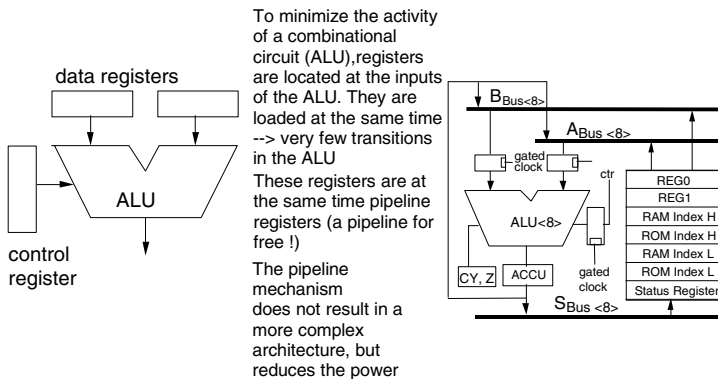 data registers
ALU
control
register
To minimize the activity
of a combinational
circuit (ALU),registers
are located at the inputs
of the ALU. They are
loaded at the same time
--> very few transitions
in the ALU
These registers are at
the same time pipeline
registers (a pipeline for
free !)
The pipeline
mechanism
does not result in a
more complex
architecture, but
reduces the power
BBus<8>
ABus <8>
gated
clock
ctr
ALU<8>
CY, Z
ACCU
gated
clock
SBus <8>
REG0
REG1
RAM Index H
ROM Index H
RAM Index L
ROM Index L
Status Register